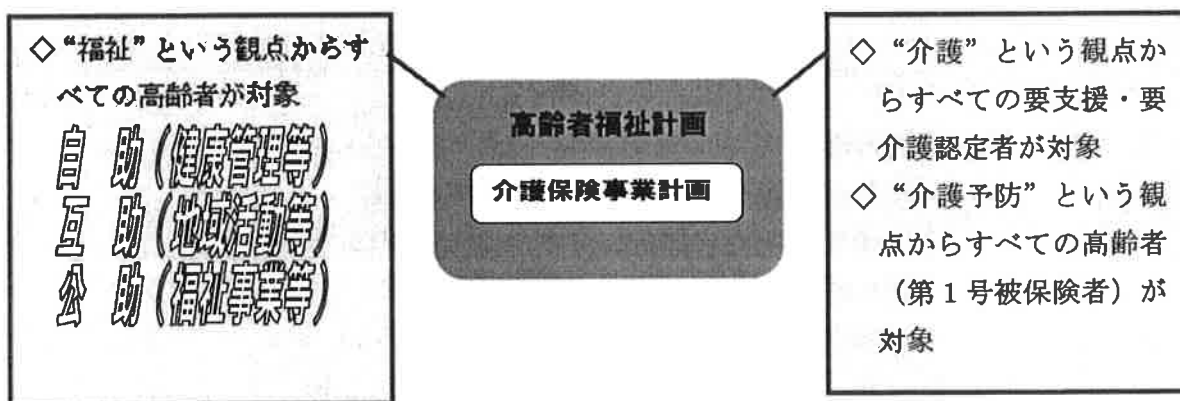 ◇“福祉”という観点からす
べての高齢者が対象
自 助（健康管理等）
互 助（地域活動等）
公 助（福祉事業等）
高齢者福祉計画
介護保険事業計画
◇ “介護” という観点か
らすべての要支援・要
介護認定者が対象
◇ “介護予防” という観
点からすべての高齢者
（第１号被保険者）が
対象